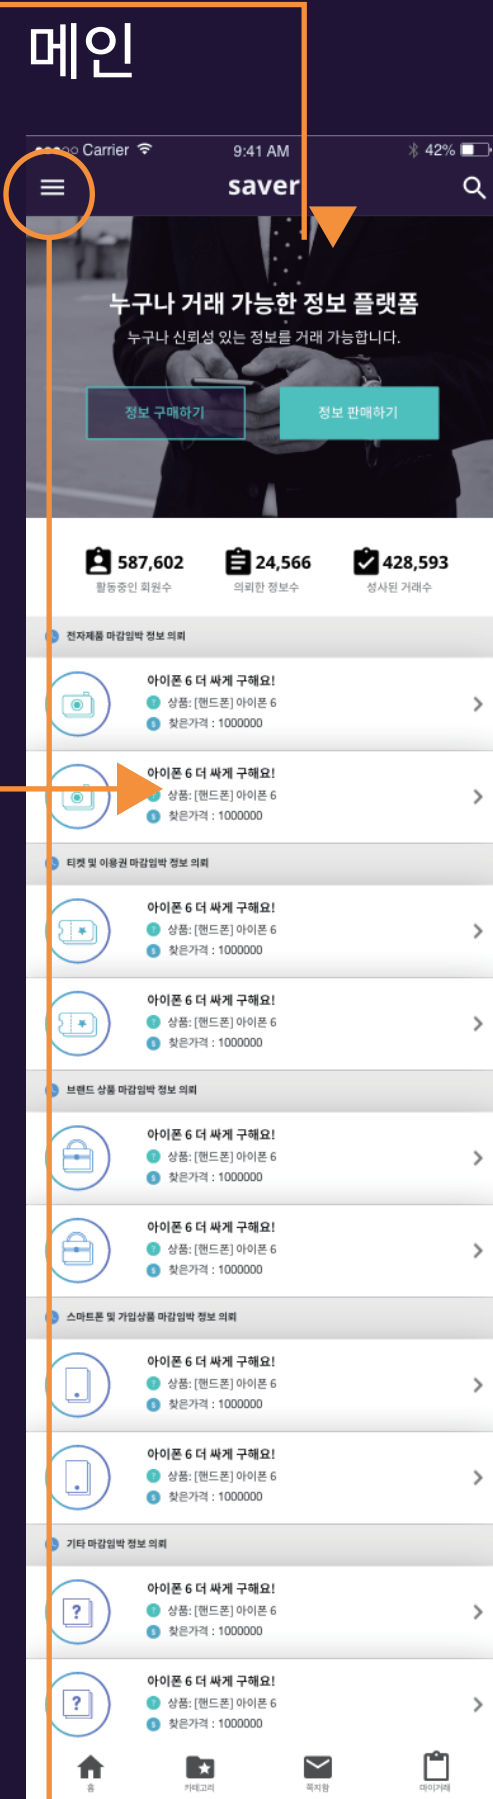 메인
Carrier 9:41 AM 42%
saver
누구나 거래 가능한 정보 플랫폼
누구나 신뢰성 있는 정보를 거래 가능합니다.
정보 구매하기 정보 판매하기
587,602 24,566 428,593
활동중인 회원수 의뢰한 정보수 성사된 거래수
전자제품 마감임박 정보 의뢰
아이폰 6 더 싸게 구해요!
? 상품: [핸드폰] 아이폰 6
$ 찾은가격 : 1000000
아이폰 6 더 싸게 구해요!
상품: [핸드폰] 아이폰 6
$ 찾은가격 : 1000000
티켓 및 이용권 마감임박 정보 의뢰
아이폰 6 더 싸게 구해요!
? 상품: [핸드폰] 아이폰 6
$ 찾은가격 : 1000000
아이폰 6 더 싸게 구해요!
? 상품: [핸드폰] 아이폰 6
$ 찾은가격 : 1000000
브랜드 상품 마감임박 정보 의뢰
아이폰 6 더 싸게 구해요!
? 상품: [핸드폰] 아이폰 6
$ 찾은가격 : 1000000
아이폰 6 더 싸게 구해요!
? 상품: [핸드폰] 아이폰 6
$ 찾은가격 : 1000000
스마트폰 및 가입상품 마감임박 정보 의뢰
아이폰 6 더 싸게 구해요!
? 상품: [핸드폰] 아이폰 6
$ 찾은가격 : 1000000
아이폰 6 더 싸게 구해요!
? 상품: [핸드폰] 아이폰 6
$ 찾은가격 : 1000000
기타 마감임박 정보 의뢰
아이폰 6 더 싸게 구해요!
? ? 상품: [핸드폰] 아이폰 6
$ 찾은가격 : 1000000
아이폰 6 더 싸게 구해요!
? ? 상품: [핸드폰] 아이폰 6
$ 찾은가격 : 1000000
홈 카테고리 쪽지함 마이거래